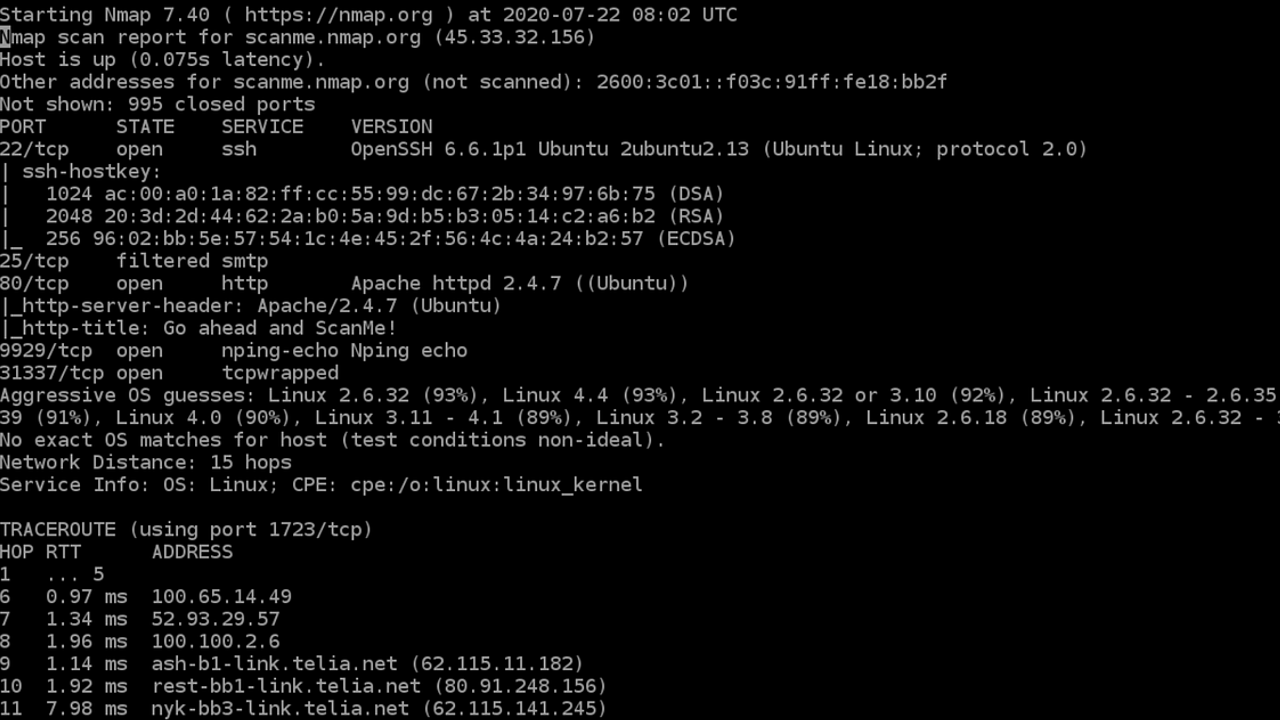 Starting Nmap 7.40 ( https://nmap.org ) at 2020-07-22 08:02 UTC
Nmap scan report for scanme.nmap.org (45.33.32.156)
Host is up (0.075s latency).
Other addresses for scanme.nmap.org (not scanned): 2600:3c01::f03c:91ff:fe18:bb2f
Not shown: 995 closed ports
PORT      STATE    SERVICE    VERSION
22/tcp    open     ssh        OpenSSH 6.6.1p1 Ubuntu 2ubuntu2.13 (Ubuntu Linux; protocol 2.0)
| ssh-hostkey:
|   1024 ac:00:a0:1a:82:ff:cc:55:99:dc:67:2b:34:97:6b:75 (DSA)
|   2048 20:3d:2d:44:62:2a:b0:5a:9d:b5:b3:05:14:c2:a6:b2 (RSA)
|_  256 96:02:bb:5e:57:54:1c:4e:45:2f:56:4c:4a:24:b2:57 (ECDSA)
25/tcp    filtered smtp
80/tcp    open     http       Apache httpd 2.4.7 ((Ubuntu))
|_http-server-header: Apache/2.4.7 (Ubuntu)
|_http-title: Go ahead and ScanMe!
9929/tcp  open     nping-echo Nping echo
31337/tcp open     tcpwrapped
Aggressive OS guesses: Linux 2.6.32 (93%), Linux 4.4 (93%), Linux 2.6.32 or 3.10 (92%), Linux 2.6.32 - 2.6.35
39 (91%), Linux 4.0 (90%), Linux 3.11 - 4.1 (89%), Linux 3.2 - 3.8 (89%), Linux 2.6.18 (89%), Linux 2.6.32 -
No exact OS matches for host (test conditions non-ideal).
Network Distance: 15 hops
Service Info: OS: Linux; CPE: cpe:/o:linux:linux_kernel
TRACEROUTE (using port 1723/tcp)
HOP RTT      ADDRESS
1   ... 5
6   0.97 ms  100.65.14.49
7   1.34 ms  52.93.29.57
8   1.96 ms  100.100.2.6
9   1.14 ms  ash-b1-link.telia.net (62.115.11.182)
10  1.92 ms  rest-bb1-link.telia.net (80.91.248.156)
11  7.98 ms  nyk-bb3-link.telia.net (62.115.141.245)